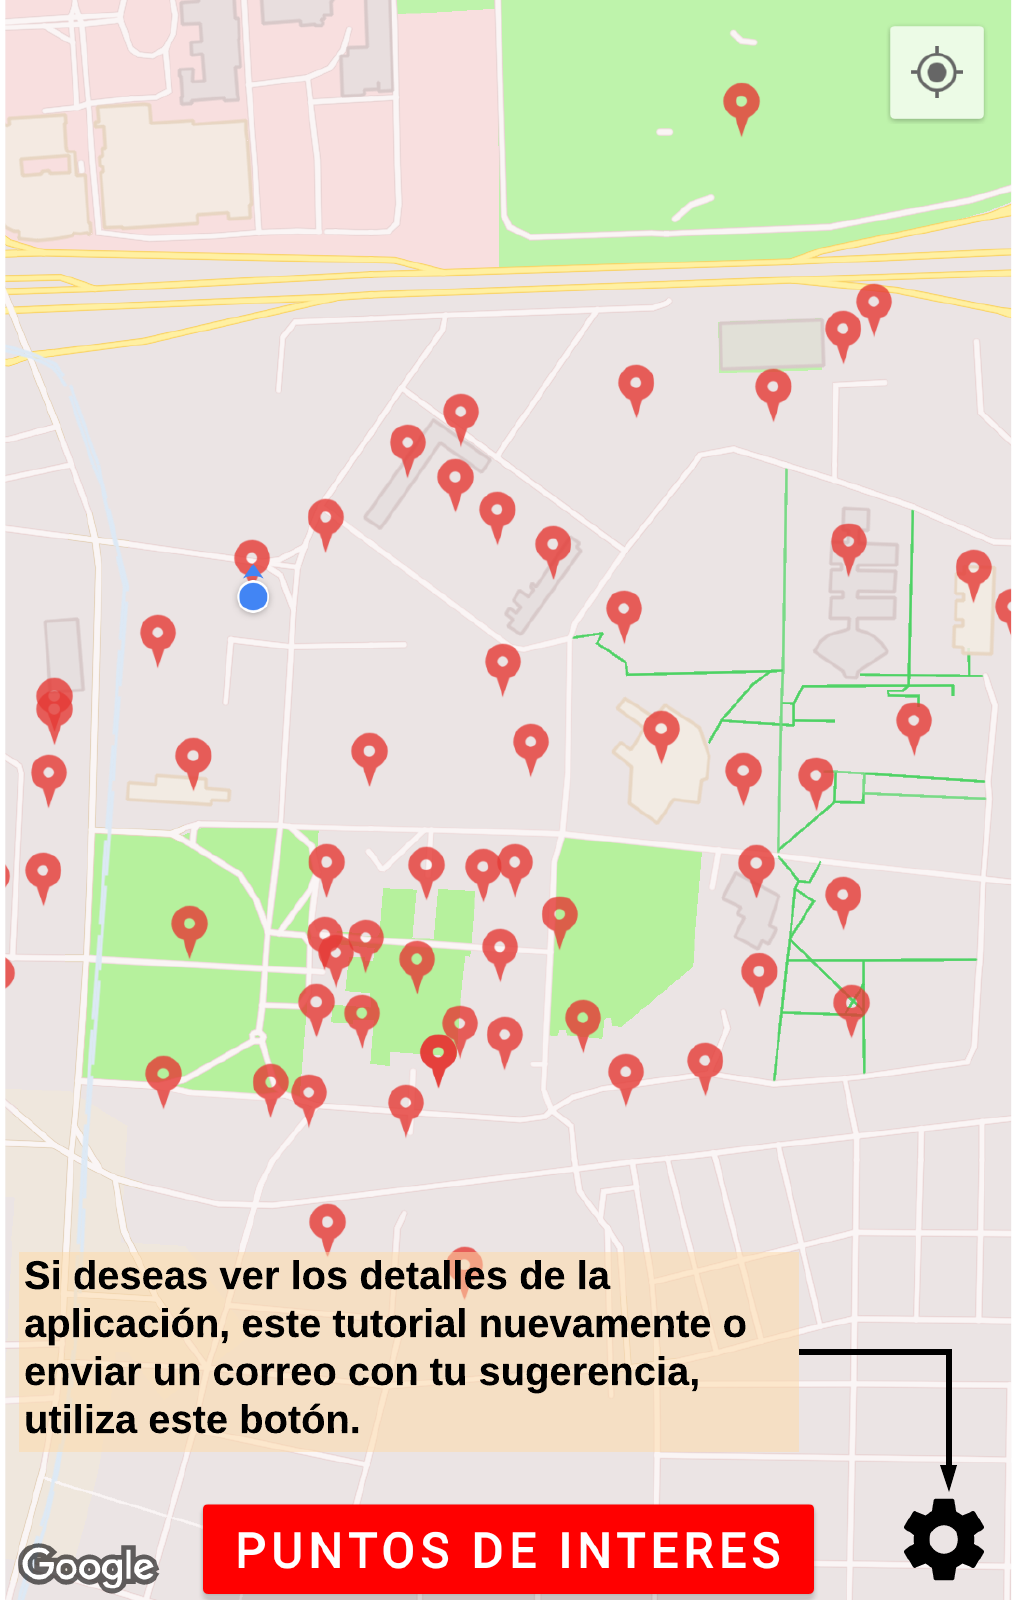 Si deseas ver los detalles de la
aplicación, este tutorial nuevamente o
enviar un correo con tu sugerencia,
utiliza este botón.
PUNTOS DE INTERES
Google